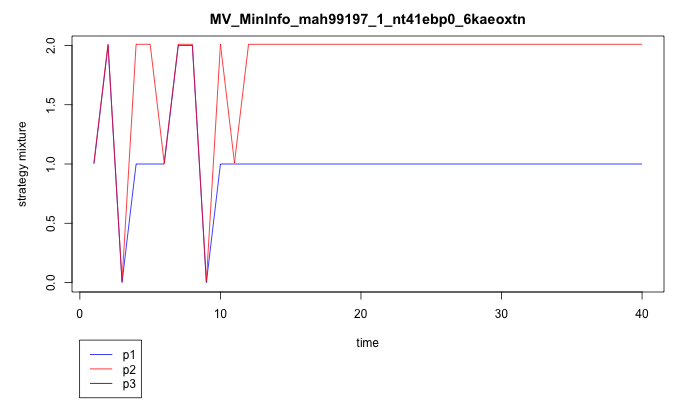 MV_MinInfo_mah99197_1_nt41ebp0_6kaeoxtn
strategy mixture
2.0
1.5
1.0
0.5
0.0
0 10 20 30 40
time
p1
p2
p3